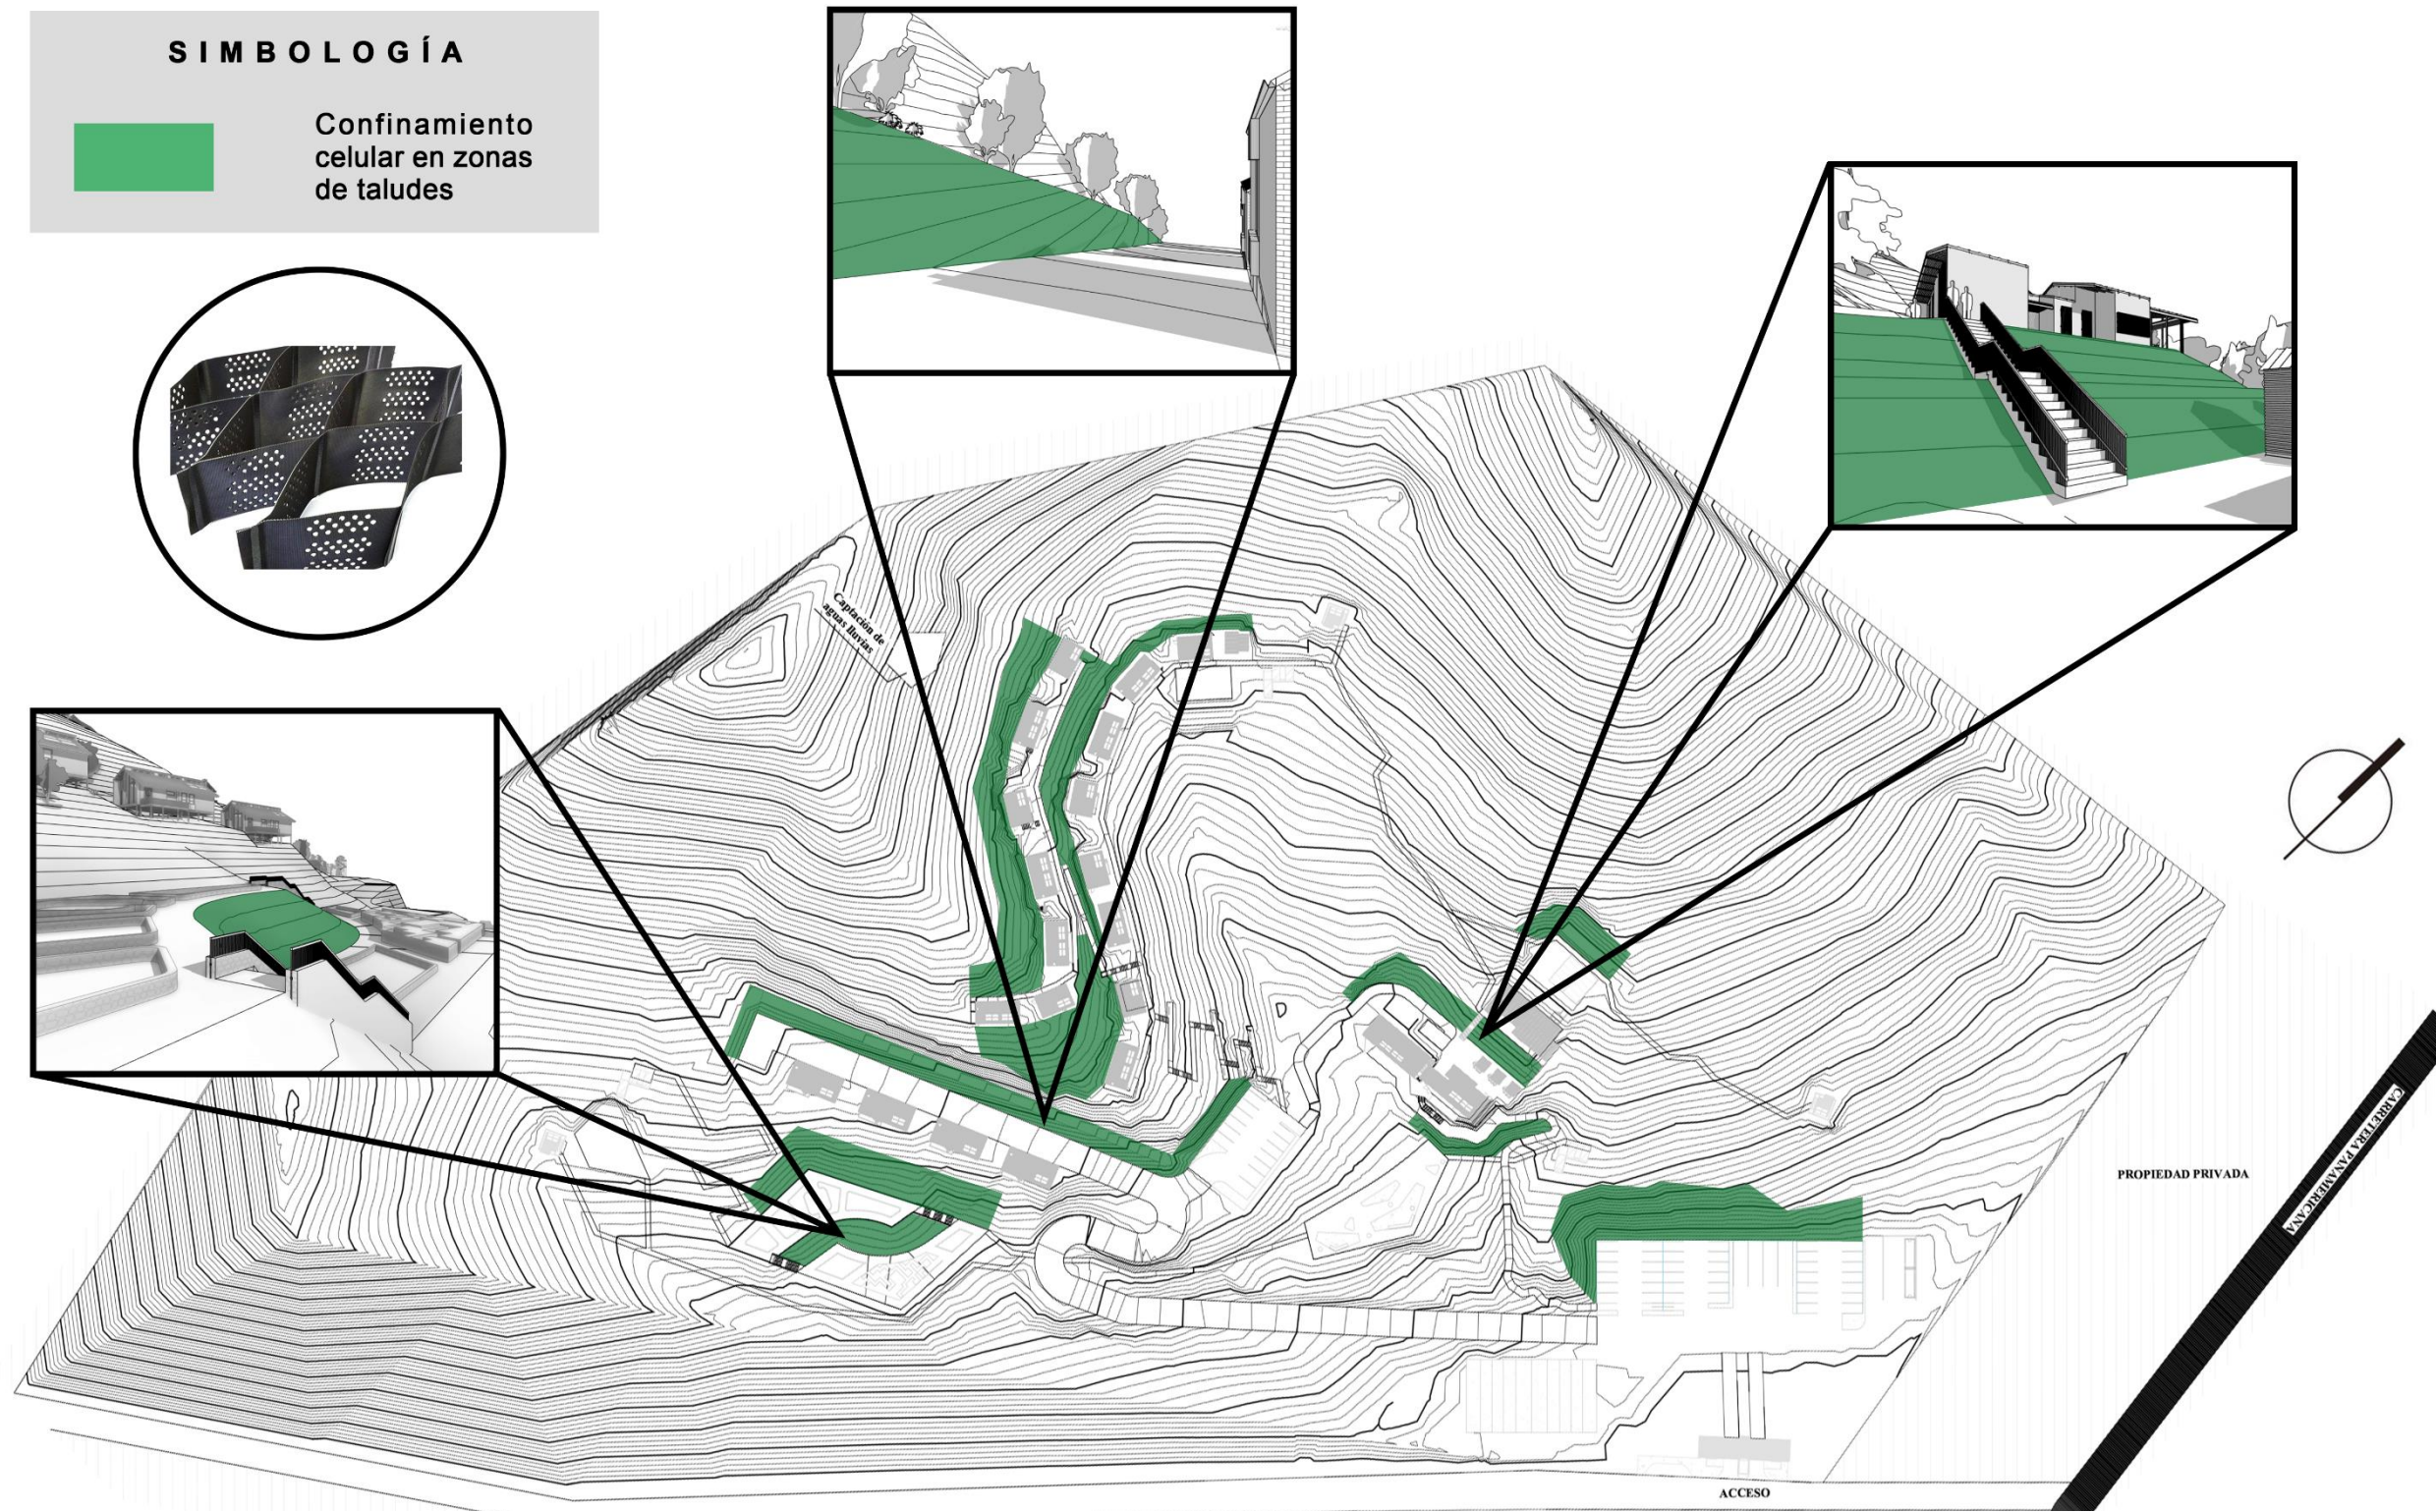 SIMBOLOGÍA
Confinamiento
celular en zonas
de taludes
Captación de
aguas lluvias
PROPIEDAD PRIVADA
CARRETERA PANAMERICANA
ACCESO